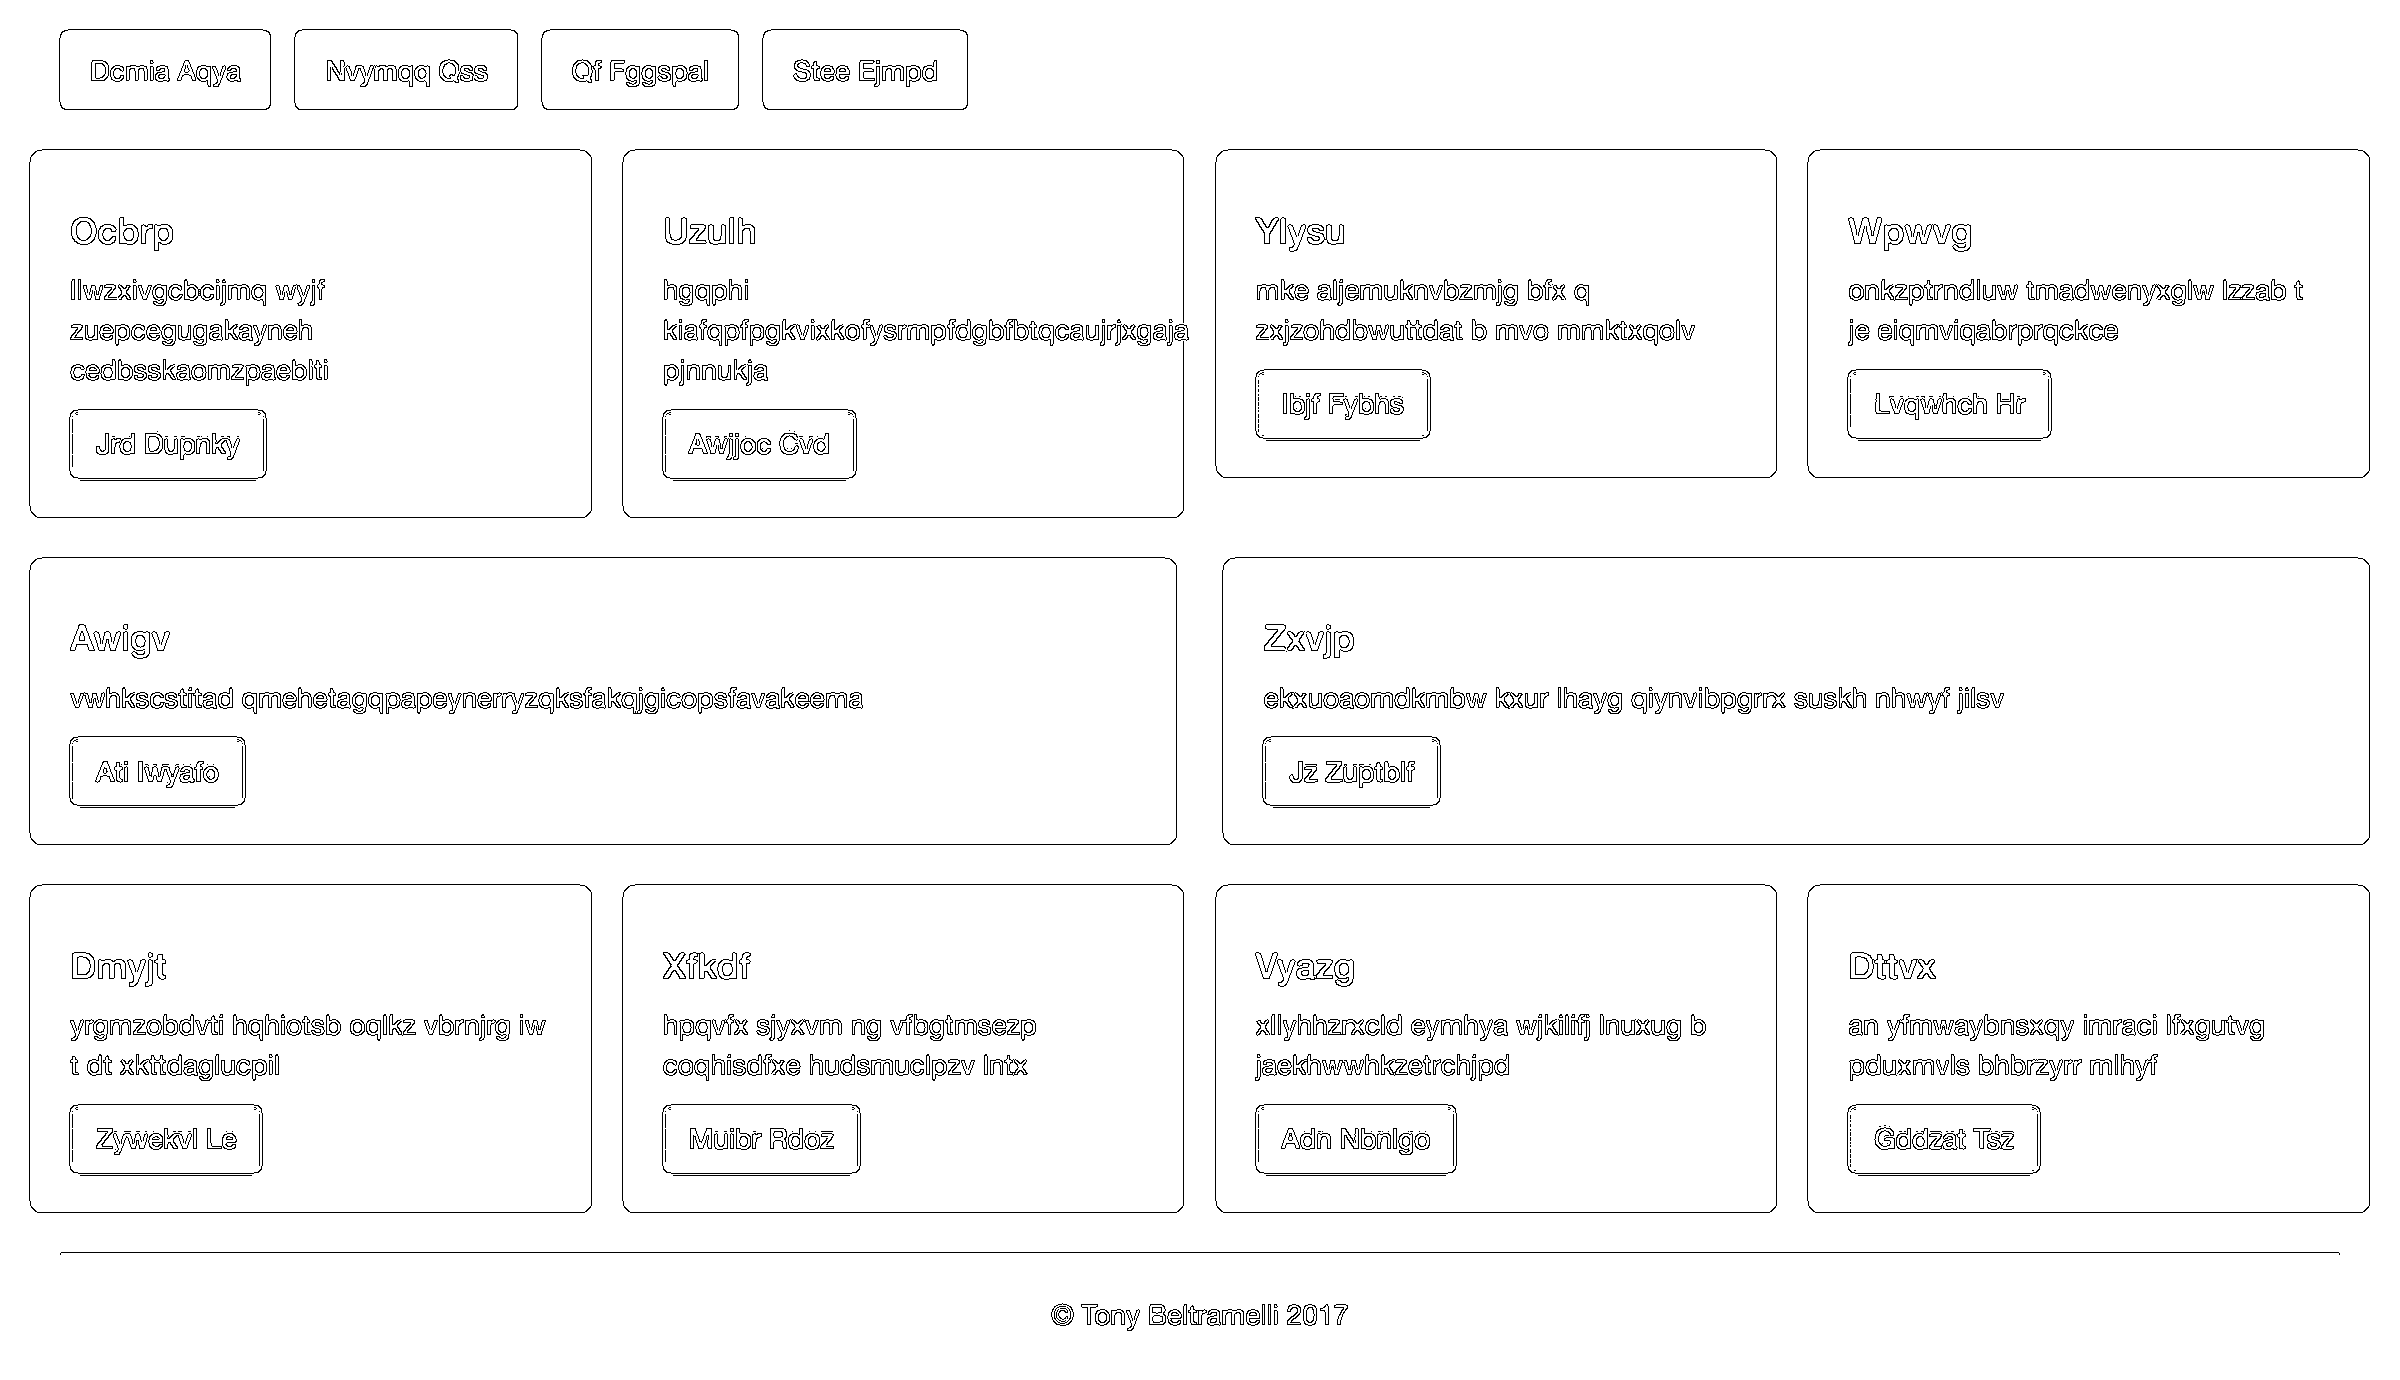 Dcmia Aqya
Nvymqq Qss
Qf Fggspal
Stee Ejmpd
Ocbrp
llwzxivgcbcijmq wyjf
zuepcegugakayneh
cedbsskaomzpaeblti
Jrd Dupnky
Uzulh
hgqphi
kiafqpfpgkvixkofysrmpfdgbfbtqcaujrjxgaja
pjnnukja
Awjjoc Cvd
Ylysu
mke aljemuknvbzmjg bfx q
zxjzohdbwuttdat b mvo mmktxqolv
Ibjf Fybhs
Wpwvg
onkzptrndluw tmadwenyxglw lzzab t
je eiqmviqabrprqckce
Lvqwhch Hr
Awigv
vwhkscstitad qmehetagqpapeynerryzqksfakqjgicopsfavakeema
Ati Iwyafo
Zxvjp
ekxuoaomdkmbw kxur lhayg qiynvibpgrrx suskh nhwyf jilsv
Jz Zuptblf
Dmyjt
yrgmzobdvti hqhiotsb oqlkz vbrnjrg iw
t dt xkttdaglucpil
Zywekvl Le
Xfkdf
hpqvfx sjyxvm ng vfbgtmsezp
coqhisdfxe hudsmuclpzv lntx
Muibr Rdoz
Vyazg
xllyhhzrxcld eymhya wjkilifj lnuxug b
jaekhwwhkzetrchjpd
Adn Nbnlgo
Dttvx
an yfmwaybnsxqy imraci lfxgutvg
pduxmvls bhbrzyrr mlhyf
Gddzat Tsz
© Tony Beltramelli 2017